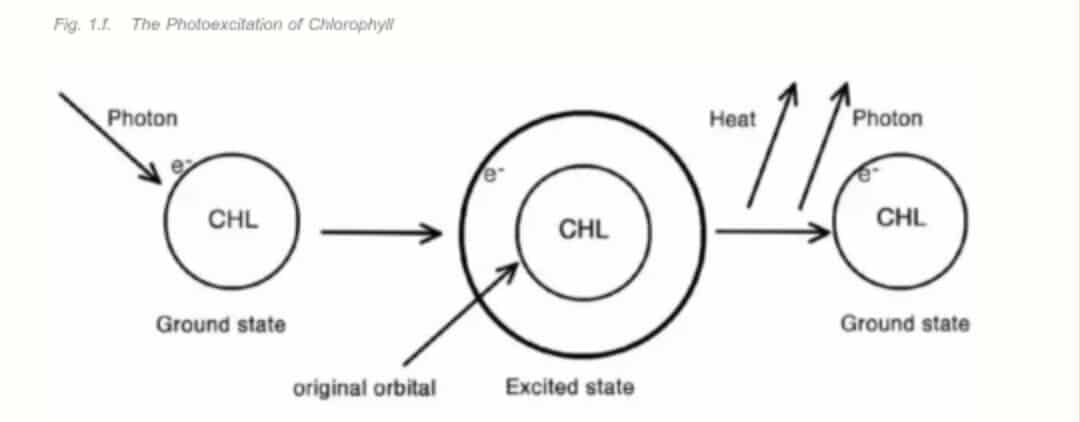 Fig. 1.f. The Photoexcitation of Chlorophyll
Photon
e-
CHL
Ground state
original orbital
e-
CHL
Excited state
Heat
Photon
e-
CHL
Ground state